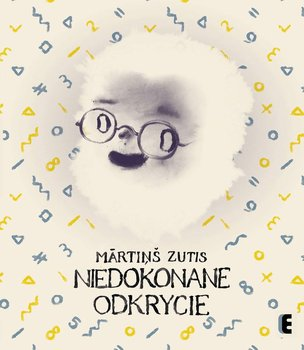 MĀRTIŅŠ ZUTIS
NIEDOKONANE
ODKRYCIE
E